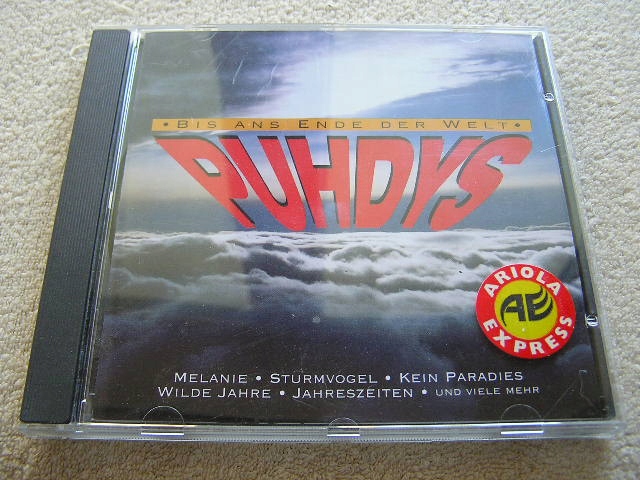 • BIS ANS ENDE DER WELT •
PUHDYS
ARIOLA
AE
EXPRESS
MELANIE • STURMVOGEL • KEIN PARADIES
WILDE JAHRE • JAHRESZEITEN • UND VIELE MEHR